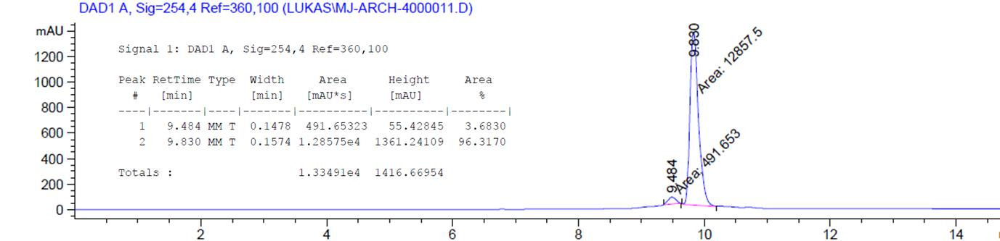 DAD1 A, Sig=254,4 Ref=360,100 (LUKAS\MJ-ARCH-4000011.D)
mAU
1200
1000
800
600
400
200
0
Signal 1: DAD1 A, Sig=254,4 Ref=360,100
Peak RetTime Type Width Area Height Area
# [min] [min] [mAU*s] [mAU] %
----|-------|----|-------|----------|----------|--------|
1 9.484 MM T 0.1478 491.65323 55.42845 3.6830
2 9.830 MM T 0.1574 1.28575e4 1361.24109 96.3170
Totals : 1.33491e4 1416.66954
9.484
Area: 491.653
9.830
Area: 12857.5
2 4 6 8 10 12 14